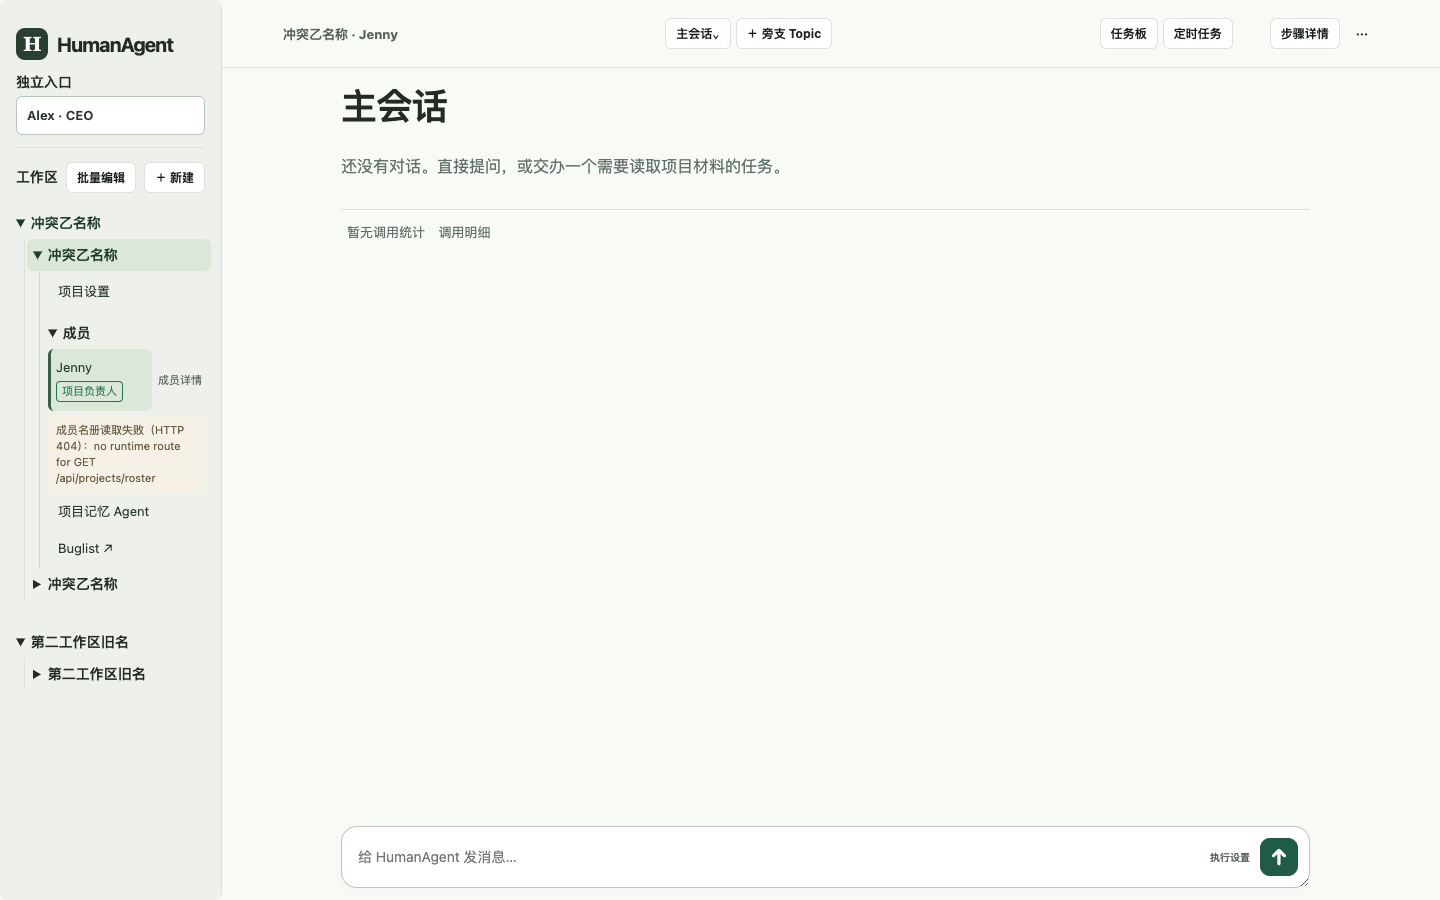 H HumanAgent
独立入口
Alex · CEO
工作区
批量编辑
+ 新建
▼ 冲突乙名称
▼ 冲突乙名称
项目设置
▼ 成员
Jenny
项目负责人
成员详情
成员名册读取失败（HTTP
404）：no runtime route
for GET
/api/projects/roster
项目记忆 Agent
Buglist ↗
▶ 冲突乙名称
▼ 第二工作区旧名
▶ 第二工作区旧名
冲突乙名称 · Jenny
主会话
+ 旁支 Topic
任务板
定时任务
步骤详情
···
主会话
还没有对话。直接提问，或交办一个需要读取项目材料的任务。
暂无调用统计 调用明细
给 HumanAgent 发消息...
执行设置